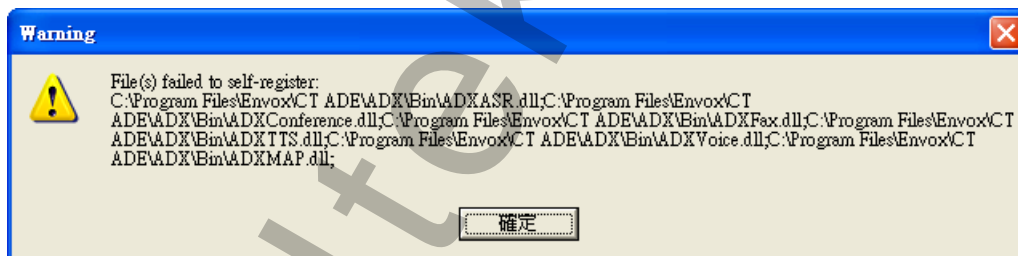 Warning
File(s) failed to self-register:
C:\Program Files\Envox\CT ADE\ADX\Bin\ADXASR.dll;C:\Program Files\Envox\CT
ADE\ADX\Bin\ADXConference.dll;C:\Program Files\Envox\CT ADE\ADX\Bin\ADXFax.dll;C:\Program Files\Envox\CT
ADE\ADX\Bin\ADXTTS.dll;C:\Program Files\Envox\CT ADE\ADX\Bin\ADXVoice.dll;C:\Program Files\Envox\CT
ADE\ADX\Bin\ADXMAP.dll;
確定